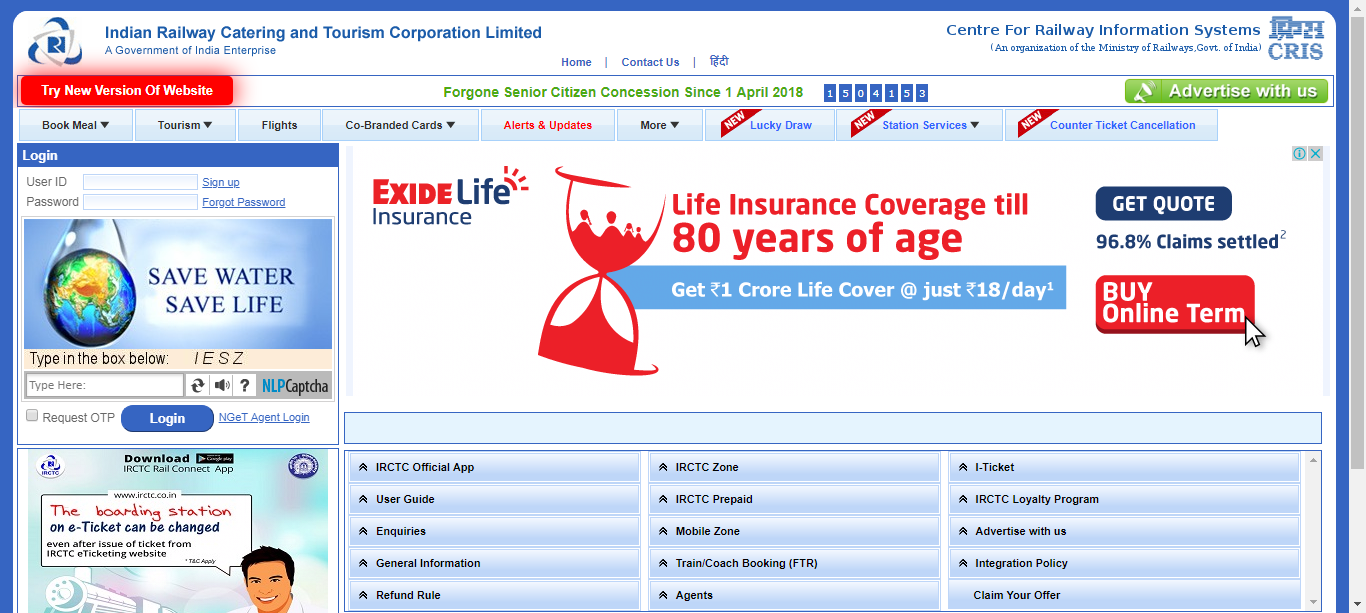 Indian Railway Catering and Tourism Corporation Limited
A Government of India Enterprise
Centre For Railway Information Systems
(An organization of the Ministry of Railways,Govt. of India)
CRIS
Home | Contact Us | हिंदी
Try New Version Of Website
Forgone Senior Citizen Concession Since 1 April 2018 1 5 0 4 1 5 3
Advertise with us
Book Meal Tourism Flights Co-Branded Cards Alerts & Updates More NEW Lucky Draw NEW Station Services NEW Counter Ticket Cancellation
Login
User ID Sign up
Password Forgot Password
SAVE WATER
SAVE LIFE
Type in the box below: IESZ
Type Here: ? NLPCaptcha
Request OTP Login NGeT Agent Login
EXIDE Life
Insurance
Life Insurance Coverage till
80 years of age
Get ₹1 Crore Life Cover @ just ₹18/day1
GET QUOTE
96.8% Claims settled2
BUY
Online Term
IRCTC
Download Google play
IRCTC Rail Connect App
www.irctc.co.in
The boarding station
on e-Ticket can be changed
even after issue of ticket from
IRCTC eTicketing website
* T&C Apply
IRCTC Official App IRCTC Zone I-Ticket
User Guide IRCTC Prepaid IRCTC Loyalty Program
Enquiries Mobile Zone Advertise with us
General Information Train/Coach Booking (FTR) Integration Policy
Refund Rule Agents Claim Your Offer